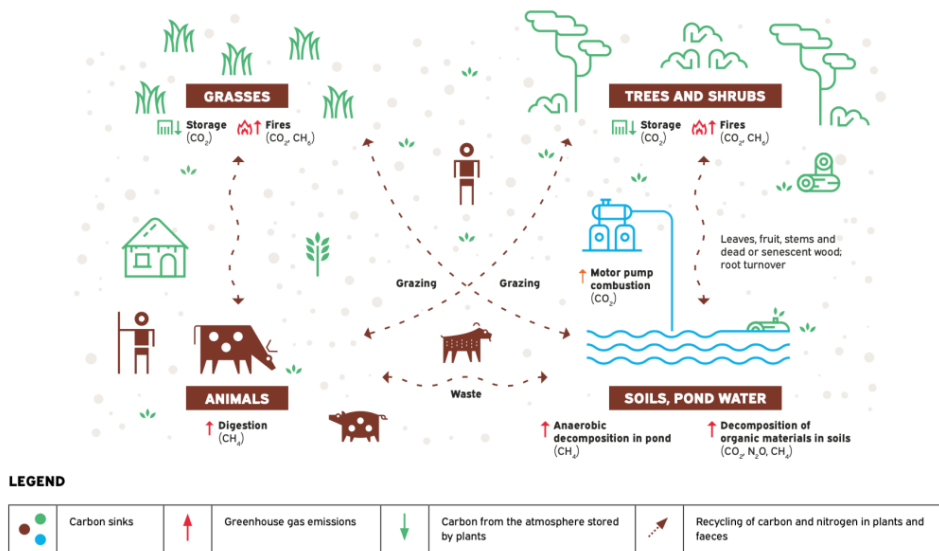 GRASSES
Storage
(CO₂)
Fires
(CO₂, CH₆)
TREES AND SHRUBS
Storage
(CO₂)
Fires
(CO₂, CH₆)
Leaves, fruit, stems and
dead or senescent wood;
root turnover
Motor pump
combustion
(CO₂)
Grazing
Grazing
Waste
ANIMALS
Digestion
(CH₄)
SOILS, POND WATER
Anaerobic
decomposition in pond
(CH₄)
Decomposition of
organic materials in soils
(CO₂, N₂O, CH₄)
LEGEND
Carbon sinks
Greenhouse gas emissions
Carbon from the atmosphere stored
by plants
Recycling of carbon and nitrogen in plants and
faeces